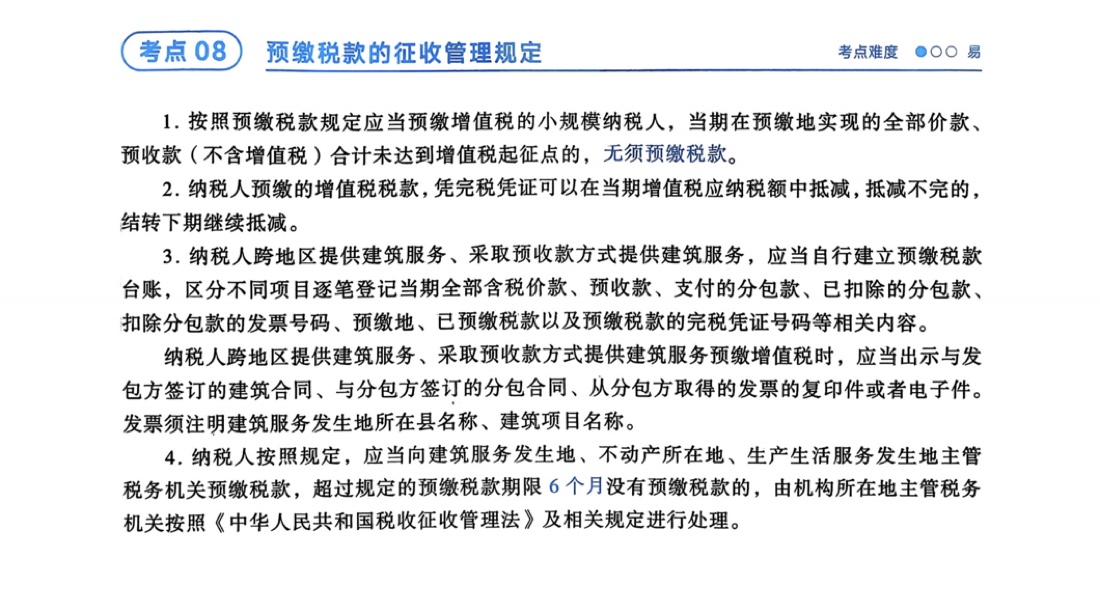 考点 08 预缴税款的征收管理规定 考点难度 易
1. 按照预缴税款规定应当预缴增值税的小规模纳税人，当期在预缴地实现的全部价款、
预收款（不含增值税）合计未达到增值税起征点的，无须预缴税款。
2. 纳税人预缴的增值税税款，凭完税凭证可以在当期增值税应纳税额中抵减，抵减不完的，
结转下期继续抵减。
3. 纳税人跨地区提供建筑服务、采取预收款方式提供建筑服务，应当自行建立预缴税款
台账，区分不同项目逐笔登记当期全部含税价款、预收款、支付的分包款、已扣除的分包款、
扣除分包款的发票号码、预缴地、已预缴税款以及预缴税款的完税凭证号码等相关内容。
纳税人跨地区提供建筑服务、采取预收款方式提供建筑服务预缴增值税时，应当出示与发
包方签订的建筑合同、与分包方签订的分包合同、从分包方取得的发票的复印件或者电子件。
发票须注明建筑服务发生地所在县名称、建筑项目名称。
4. 纳税人按照规定，应当向建筑服务发生地、不动产所在地、生产生活服务发生地主管
税务机关预缴税款，超过规定的预缴税款期限 6 个月没有预缴税款的，由机构所在地主管税务
机关按照《中华人民共和国税收征收管理法》及相关规定进行处理。